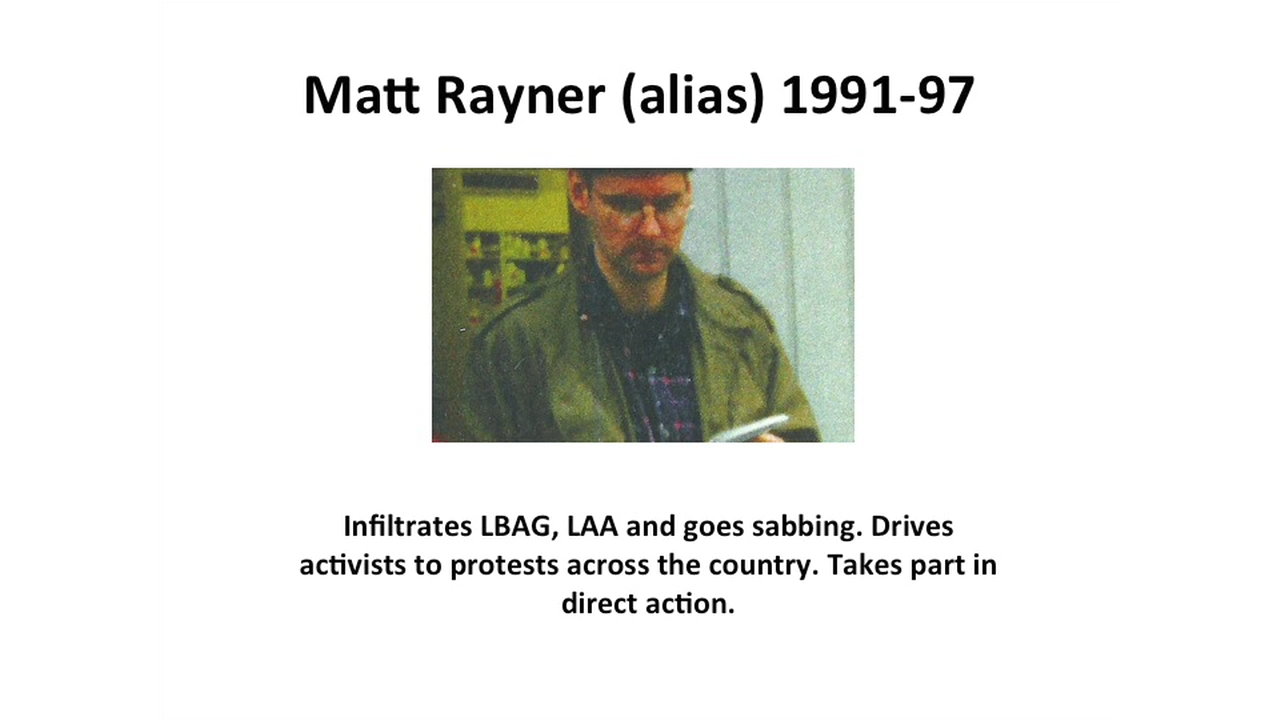 Matt Rayner (alias) 1991-97
Infiltrates LBAG, LAA and goes sabbing. Drives
activists to protests across the country. Takes part in
direct action.